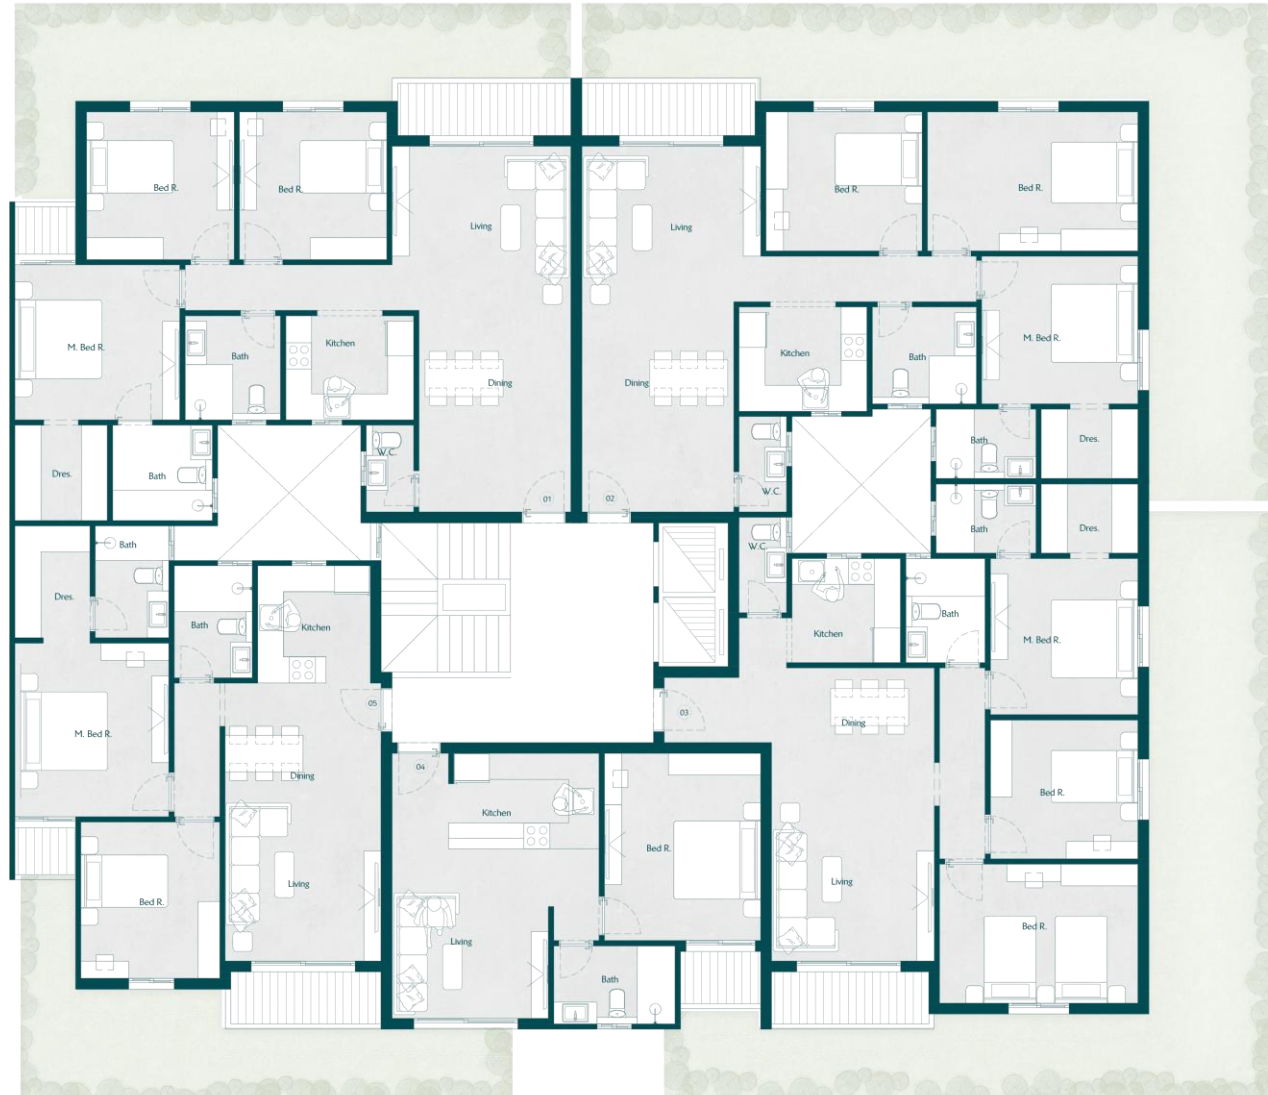 Bed R.
Bed R.
Living
Living
Bed R.
Bed R.
M. Bed R.
Bath
Kitchen
Dining
Dining
Kitchen
Bath
M. Bed R.
Dres.
Bath
W.C.
01
02
W.C.
Bath
Dres.
Bath
Dres.
Bath
W.C.
Dres.
Bath
Kitchen
Kitchen
Bath
M. Bed R.
M. Bed R.
05
03
Dining
04
Dining
Kitchen
Bed R.
Bed R.
Bed R.
Living
Living
Living
Bed R.
Bath